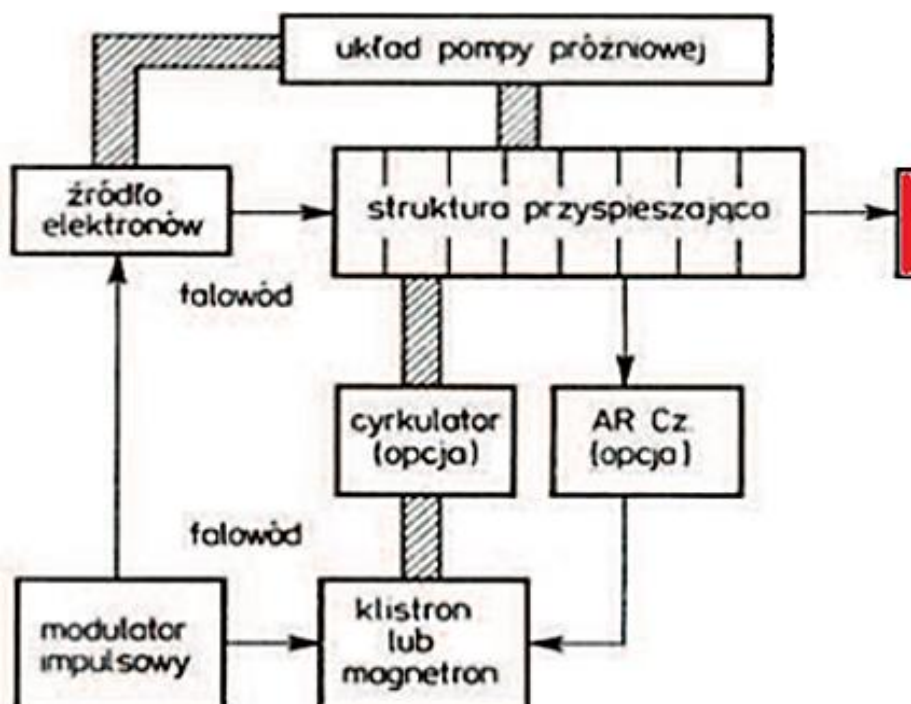 układ pompy próżniowej
źródło
elektronów
struktura przyspieszająca
falowód
cyrkulator
(opcja)
AR Cz.
(opcja)
falowód
modulator
impulsowy
klistron
lub
magnetron